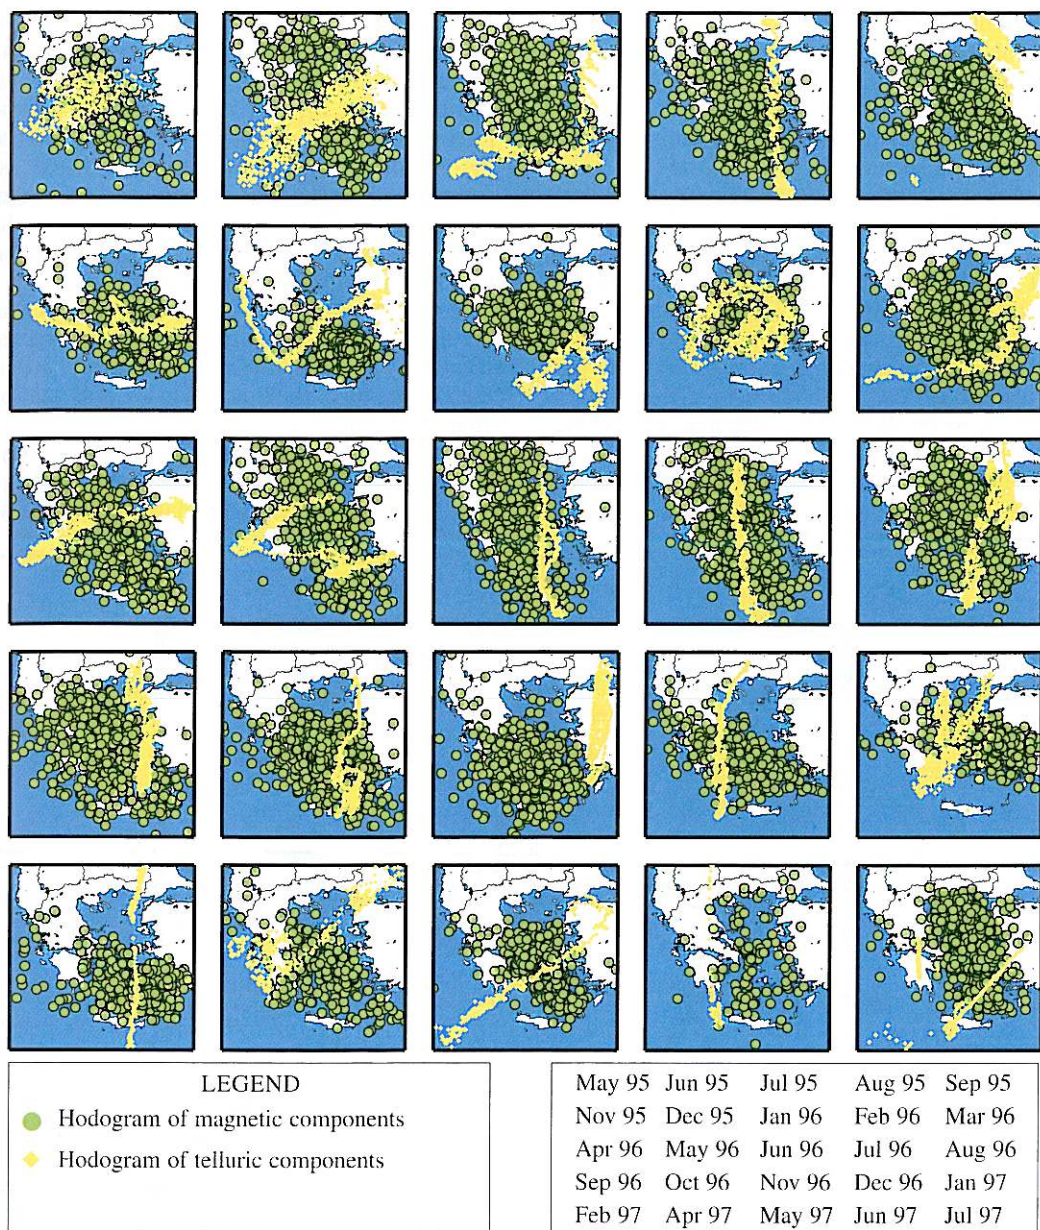 LEGEND
Hodogram of magnetic components
Hodogram of telluric components
May 95 Jun 95 Jul 95 Aug 95 Sep 95
Nov 95 Dec 95 Jan 96 Feb 96 Mar 96
Apr 96 May 96 Jun 96 Jul 96 Aug 96
Sep 96 Oct 96 Nov 96 Dec 96 Jan 97
Feb 97 Apr 97 May 97 Jun 97 Jul 97